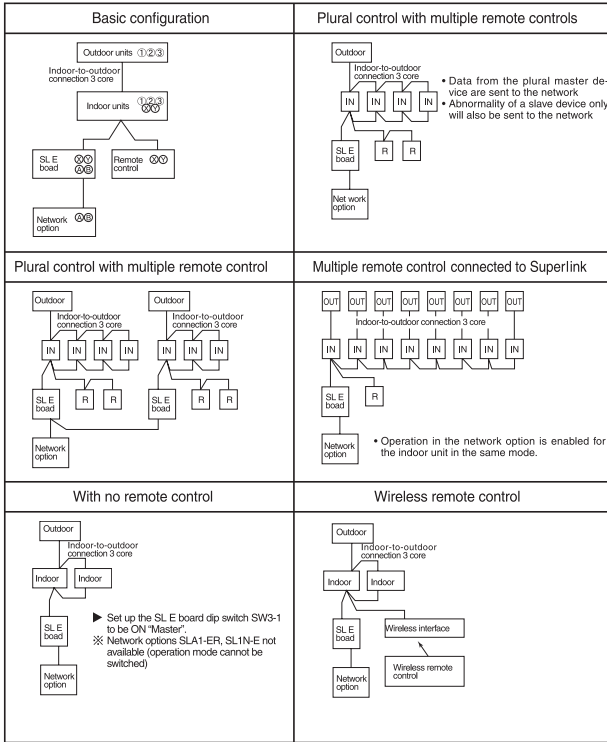 Basic configuration
Outdoor units ①②③
Indoor-to-outdoor
connection 3 core
Indoor units ①②③
ⓍⓎ
SL E
boad
ⓍⓎ
ⒶⒷ
Remote
control
ⓍⓎ
Network
option
ⒶⒷ
Plural control with multiple remote controls
Outdoor
Indoor-to-outdoor
connection 3 core
IN IN IN IN
SL E
boad
R R
Net work
option
• Data from the plural master de-
vice are sent to the network
• Abnormality of a slave device only
will also be sent to the network
Plural control with multiple remote control
Outdoor Outdoor
Indoor-to-outdoor
connection 3 core
Indoor-to-outdoor
connection 3 core
IN IN IN IN IN IN IN IN
SL E
boad
R R
SL E
boad
R R
Network
option
Multiple remote control connected to Superlink
OUT OUT OUT OUT OUT OUT OUT OUT
Indoor-to-outdoor connection 3 core
IN IN IN IN IN IN IN IN
SL E
boad
R
Network
option
• Operation in the network option is enabled for
the indoor unit in the same mode.
With no remote control
Outdoor
Indoor-to-outdoor
connection 3 core
Indoor Indoor
SL E
boad
Network
option
▶ Set up the SL E board dip switch SW3-1
to be ON “Master”.
※ Network options SLA1-ER, SL1N-E not
available (operation mode cannot be
switched)
Wireless remote control
Outdoor
Indoor-to-outdoor
connection 3 core
Indoor Indoor
SL E
boad
Wireless interface
Wireless remote
control
Network
option